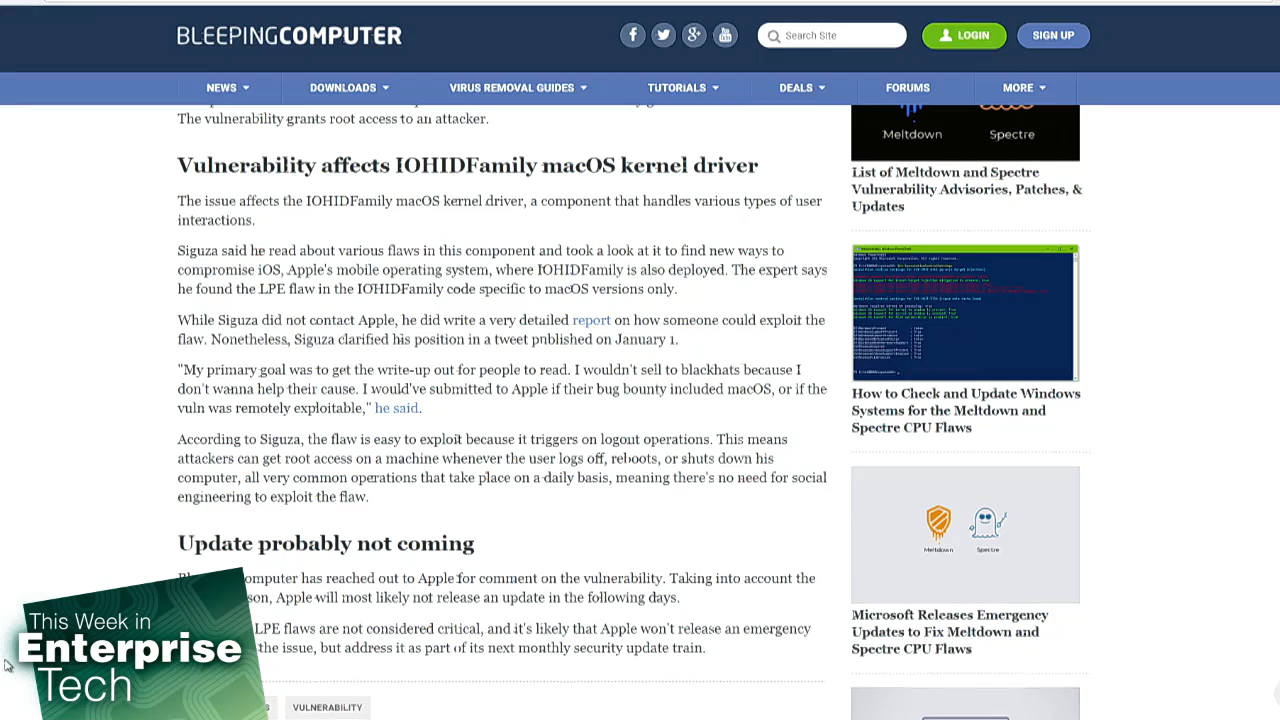 BLEEPINGCOMPUTER
Search Site
LOGIN
SIGN UP
NEWS
DOWNLOADS
VIRUS REMOVAL GUIDES
TUTORIALS
DEALS
FORUMS
MORE
The vulnerability grants root access to an attacker.
Vulnerability affects IOHIDFamily macOS kernel driver
The issue affects the IOHIDFamily macOS kernel driver, a component that handles various types of user
interactions.
Siguza said he read about various flaws in this component and took a look at it to find new ways to
compromise iOS, Apple's mobile operating system, where IOHIDFamily is also deployed. The expert says
he found the LPE flaw in the IOHIDFamily code specific to macOS versions only.
While Siguza did not contact Apple, he did write a very detailed report on how someone could exploit the
flaw. Nonetheless, Siguza clarified his position in a tweet published on January 1.
"My primary goal was to get the write-up out for people to read. I wouldn't sell to blackhats because I
don't wanna help their cause. I would've submitted to Apple if their bug bounty included macOS, or if the
vuln was remotely exploitable," he said.
According to Siguza, the flaw is easy to exploit because it triggers on logout operations. This means
attackers can get root access on a machine whenever the user logs off, reboots, or shuts down his
computer, all very common operations that take place on a daily basis, meaning there's no need for social
engineering to exploit the flaw.
Update probably not coming
computer has reached out to Apple for comment on the vulnerability. Taking into account the
son, Apple will most likely not release an update in the following days.
LPE flaws are not considered critical, and it's likely that Apple won't release an emergency
the issue, but address it as part of its next monthly security update train.
VULNERABILITY
Meltdown
Spectre
List of Meltdown and Spectre
Vulnerability Advisories, Patches, &
Updates
How to Check and Update Windows
Systems for the Meltdown and
Spectre CPU Flaws
Meltdown
Spectre
Microsoft Releases Emergency
Updates to Fix Meltdown and
Spectre CPU Flaws
This Week in
Enterprise
Tech